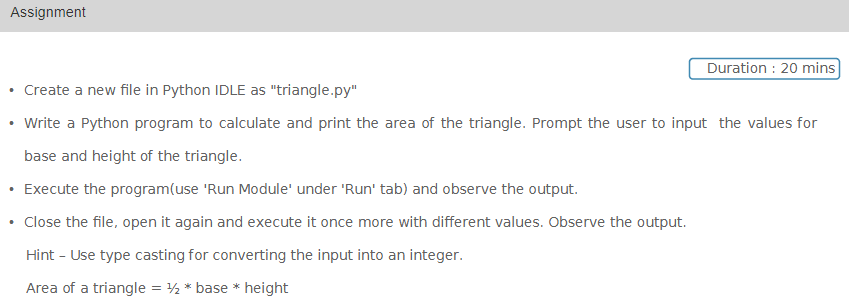 Assignment
Duration : 20 mins
• Create a new file in Python IDLE as "triangle.py"
• Write a Python program to calculate and print the area of the triangle. Prompt the user to input the values for
base and height of the triangle.
• Execute the program(use 'Run Module' under 'Run' tab) and observe the output.
• Close the file, open it again and execute it once more with different values. Observe the output.
Hint – Use type casting for converting the input into an integer.
Area of a triangle = ½ * base * height